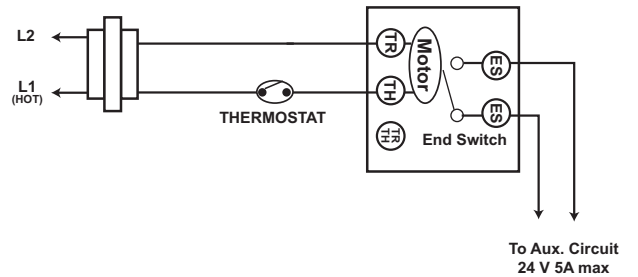 L2
L1
(HOT)
THERMOSTAT
TR
TH
TR
TH
Motor
ES
ES
End Switch
To Aux. Circuit
24 V 5A max